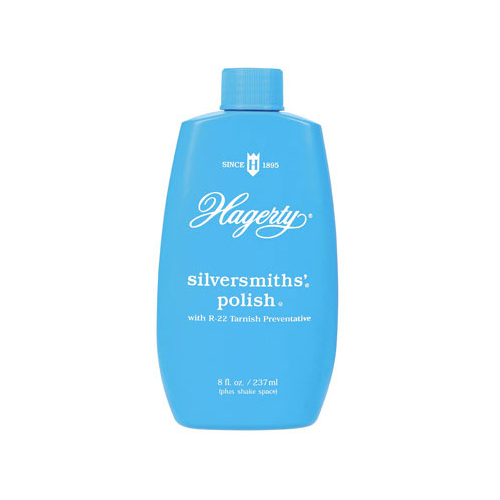 SINCE H 1895
Hagerty®
silversmiths'®
polish®
with R-22 Tarnish Preventative
8 fl. oz. / 237ml
(plus shake space)